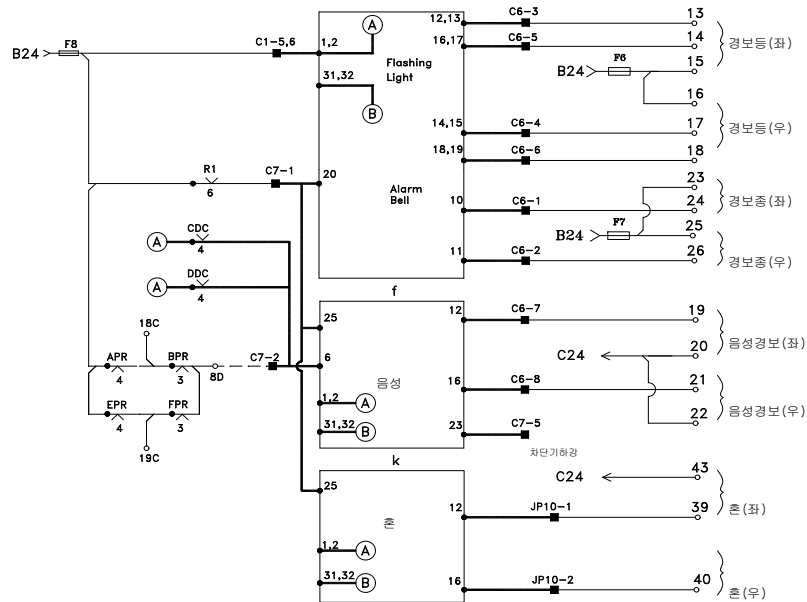 12,13 C6-3 13
A
16,17 C6-5 14 경보등(좌)
B24 F8 C1-5,6 1,2
Flashing
Light
B24 F6 15
31,32
B
16
14,15 C6-4 17 경보등(우)
18,19 C6-6 18
R1 C7-1 20
6
Alarm
Bell
23
10 C6-1 24 경보종(좌)
A CDC
4
B24 F7 25
11 C6-2 26 경보종(우)
A DDC
4
f
12 C6-7 19
25
18C
음성경보(좌)
C24 20
APR BPR C7-2 6
4 3 8D
음성
16 C6-8 21
1,2 A
음성경보(우)
EPR FPR
4 3
31,32 B
23 C7-5 22
19C
차단기하강
k
C24 43
25
12 JP10-1 39 혼(좌)
혼
1,2 A
31,32 B
16 JP10-2 40
혼(우)